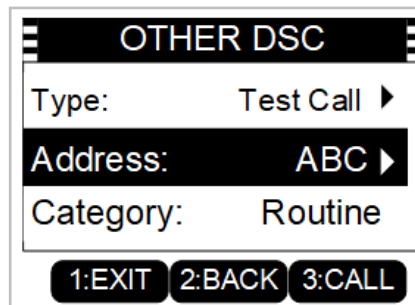 OTHER DSC
Type: Test Call
Address: ABC
Category: Routine
1:EXIT 2:BACK 3:CALL